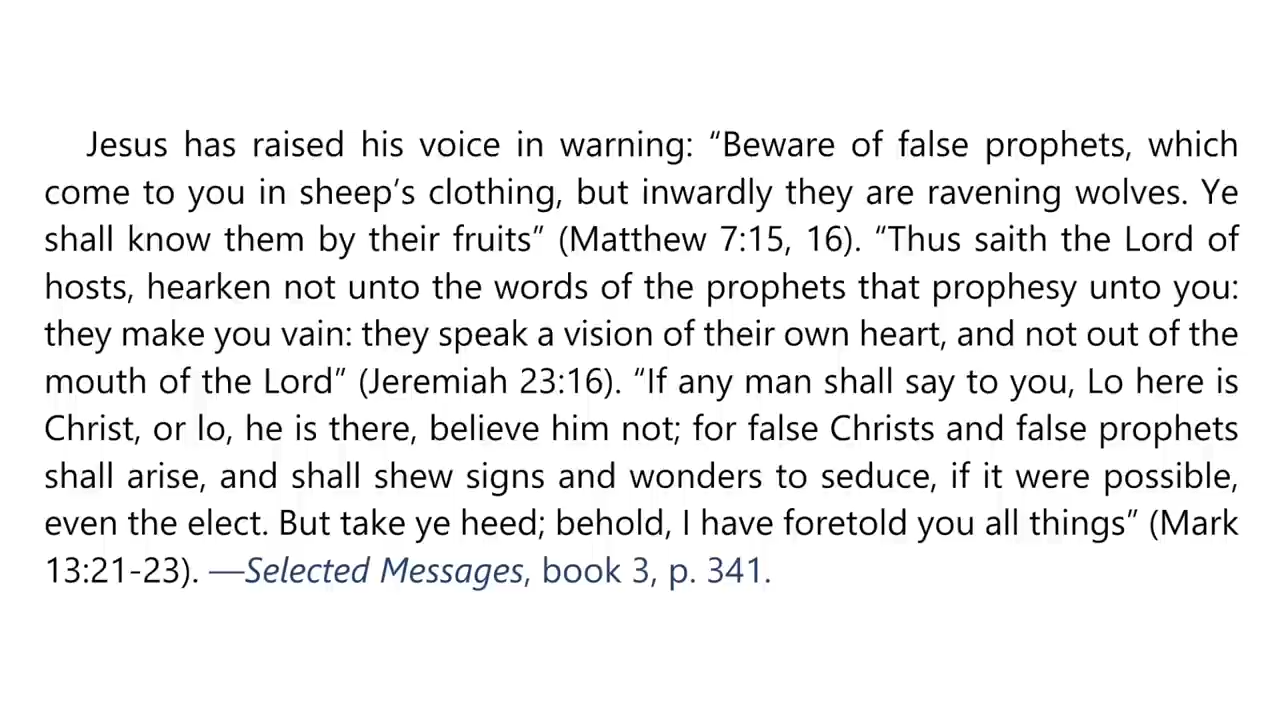 Jesus has raised his voice in warning: “Beware of false prophets, which
come to you in sheep’s clothing, but inwardly they are ravening wolves. Ye
shall know them by their fruits” (Matthew 7:15, 16). “Thus saith the Lord of
hosts, hearken not unto the words of the prophets that prophesy unto you:
they make you vain: they speak a vision of their own heart, and not out of the
mouth of the Lord” (Jeremiah 23:16). “If any man shall say to you, Lo here is
Christ, or lo, he is there, believe him not; for false Christs and false prophets
shall arise, and shall shew signs and wonders to seduce, if it were possible,
even the elect. But take ye heed; behold, I have foretold you all things” (Mark
13:21-23). —Selected Messages, book 3, p. 341.